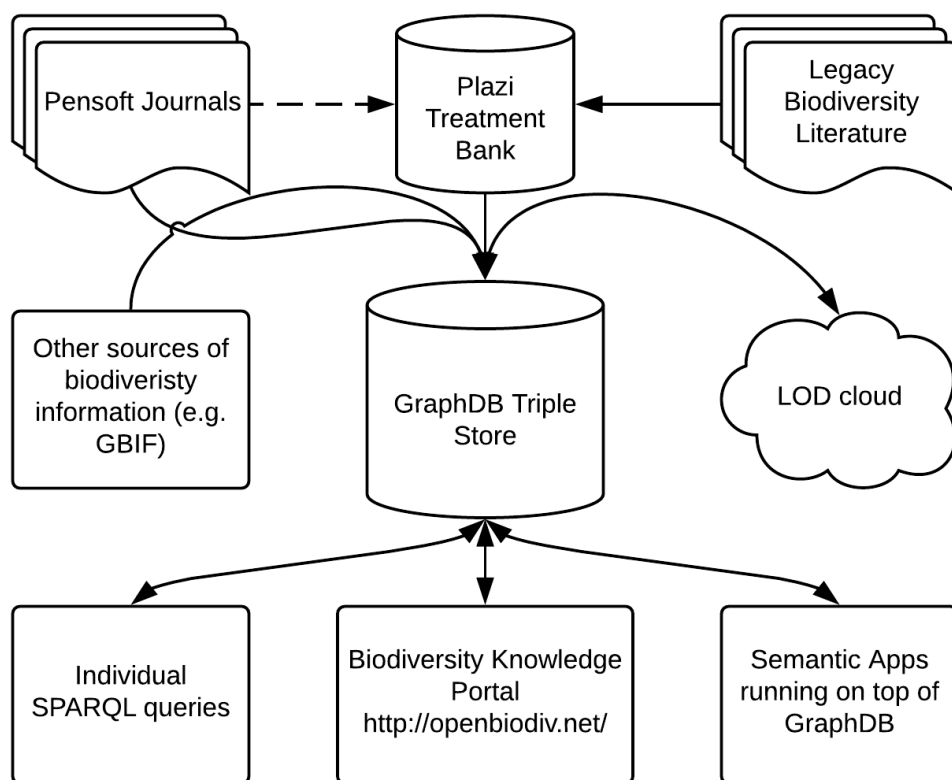 Pensoft Journals
Plazi
Treatment
Bank
Legacy
Biodiversity
Literature
Other sources of
biodiveristy
information (e.g.
GBIF)
GraphDB Triple
Store
LOD cloud
Individual
SPARQL queries
Biodiversity Knowledge
Portal
http://openbiodiv.net/
Semantic Apps
running on top of
GraphDB